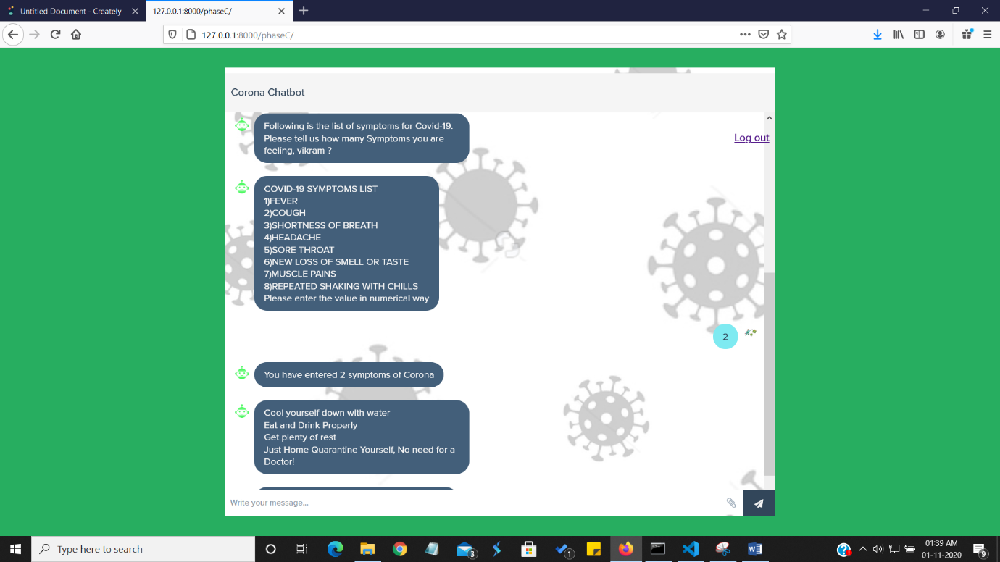 Untitled Document - Creately
127.0.0.1:8000/phaseC/
127.0.0.1:8000/phaseC/
Corona Chatbot
Following is the list of symptoms for Covid-19.
Please tell us how many Symptoms you are
feeling, vikram ?
Log out
COVID-19 SYMPTOMS LIST
1)FEVER
2)COUGH
3)SHORTNESS OF BREATH
4)HEADACHE
5)SORE THROAT
6)NEW LOSS OF SMELL OR TASTE
7)MUSCLE PAINS
8)REPEATED SHAKING WITH CHILLS
Please enter the value in numerical way
2
You have entered 2 symptoms of Corona
Cool yourself down with water
Eat and Drink Properly
Get plenty of rest
Just Home Quarantine Yourself, No need for a
Doctor!
Write your message...
Type here to search
3
1
01:39 AM
01-11-2020
9